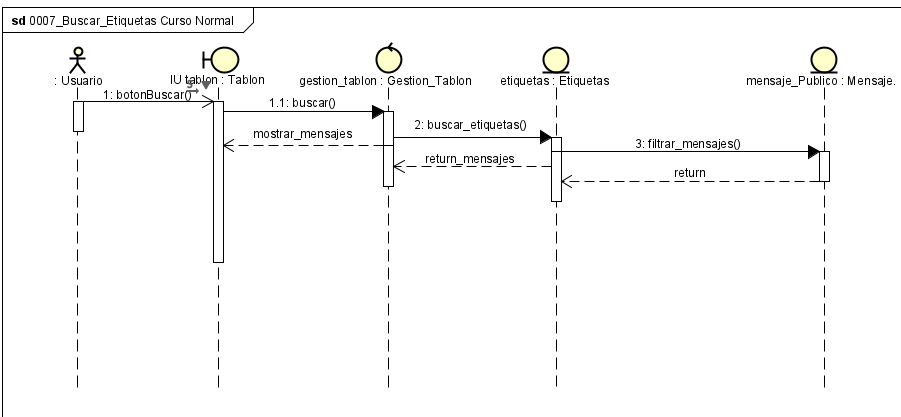 sd 0007_Buscar_Etiquetas Curso Normal
: Usuario
IU tablon : Tablon
gestion_tablon : Gestion_Tablon
etiquetas : Etiquetas
mensaje_Publico : Mensaje.
1: botonBuscar()
1.1: buscar()
2: buscar_etiquetas()
mostrar_mensajes
3: filtrar_mensajes()
return_mensajes
return